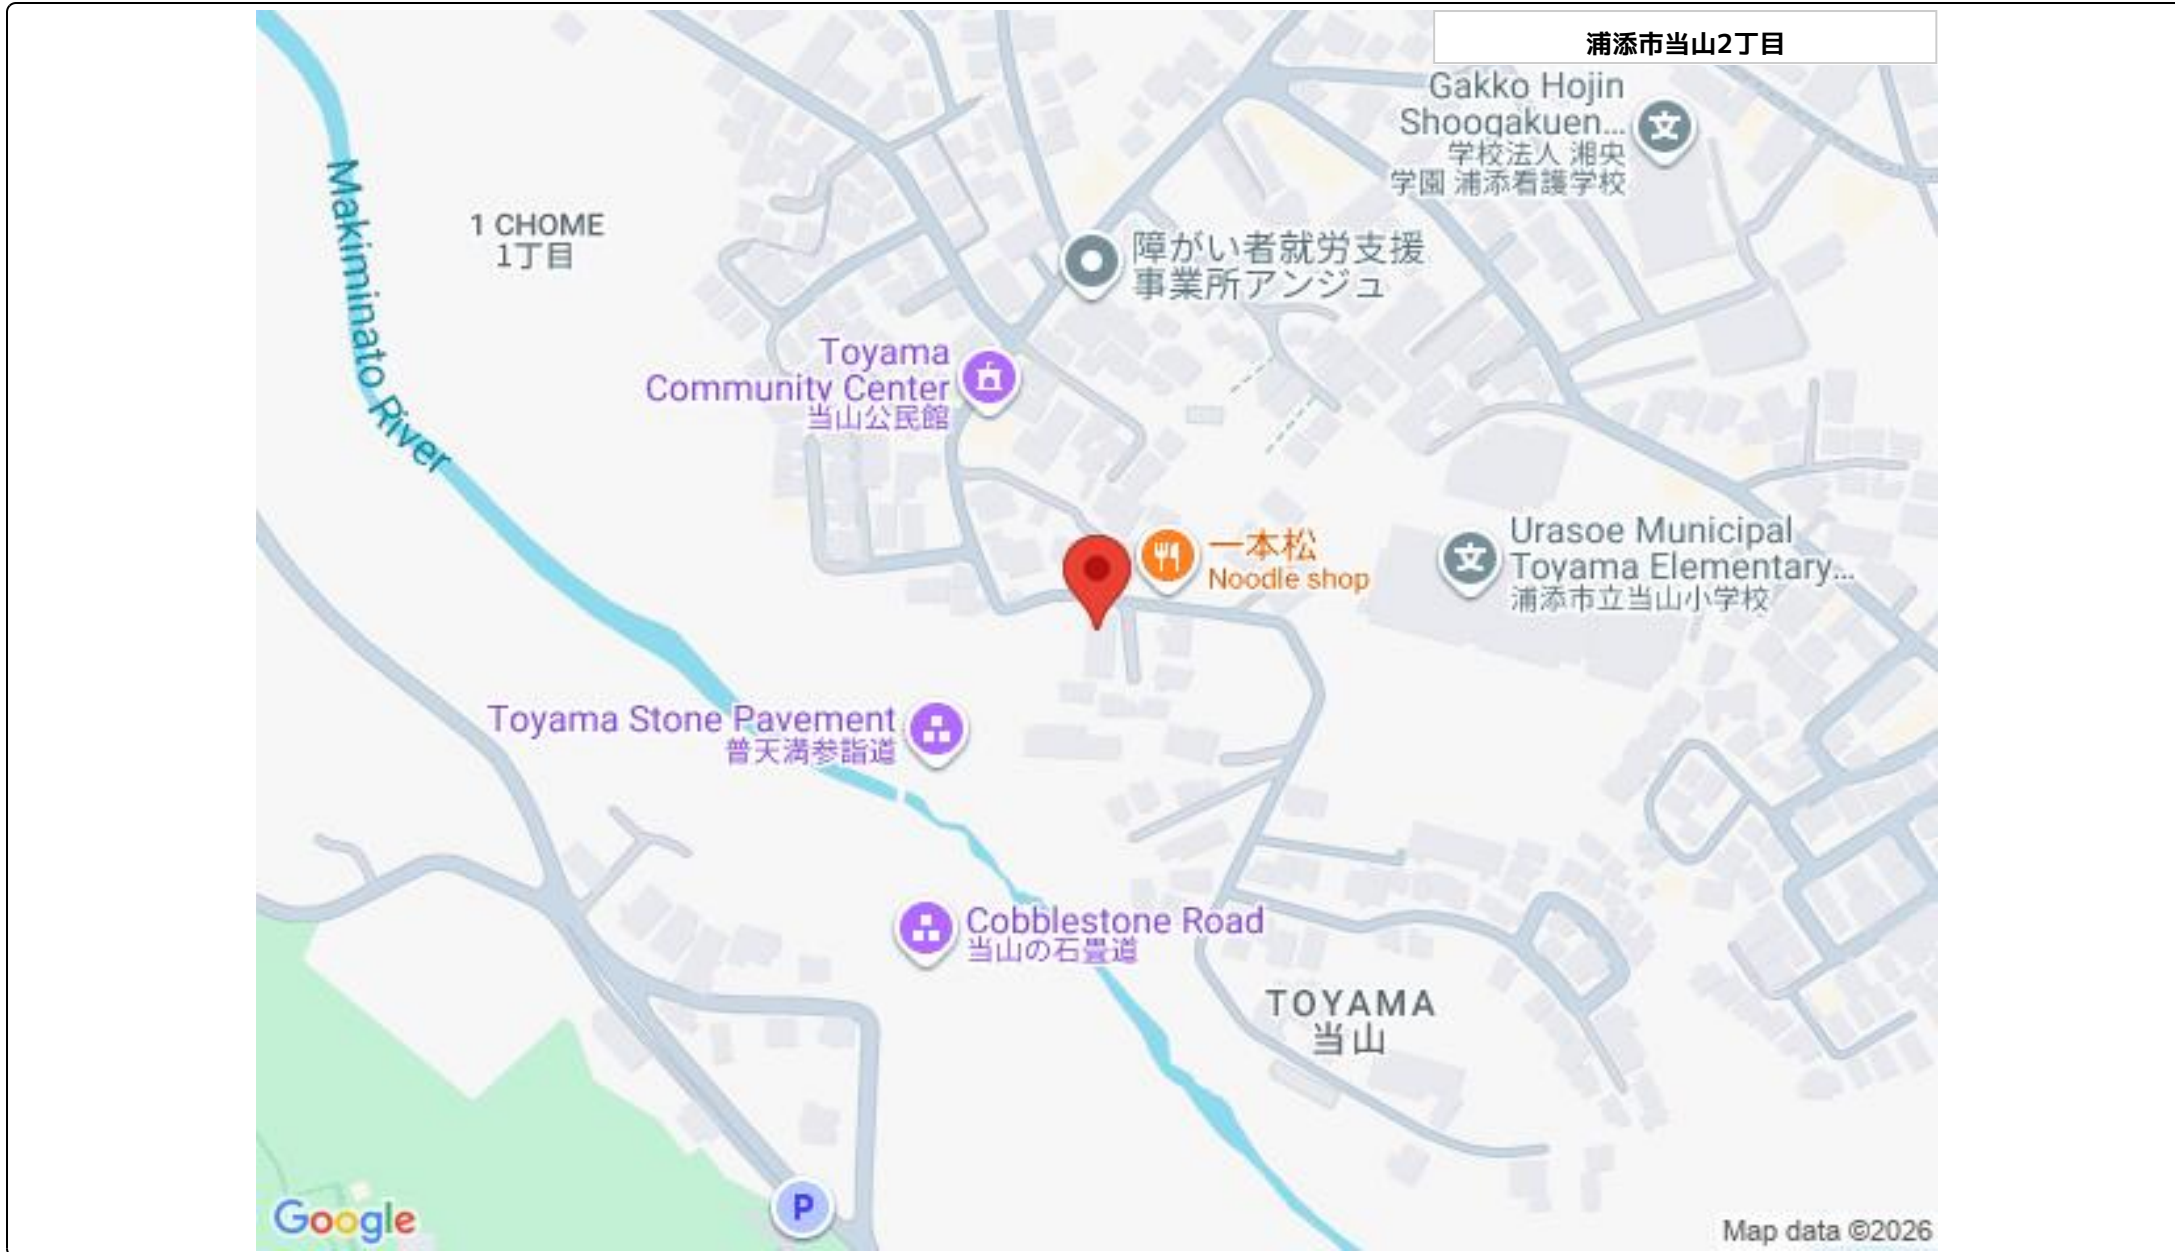 浦添市当山2丁目
Gakko Hojin
Shoogakuen...
学校法人 湘央
学園 浦添看護学校
Makiminato River
1 CHOME
1丁目
障がい者就労支援
事業所アンジュ
Toyama
Community Center
当山公民館
一本松
Noodle shop
Urasoe Municipal
Toyama Elementary...
浦添市立当山小学校
Toyama Stone Pavement
普天満参詣道
Cobblestone Road
当山の石畳道
TOYAMA
当山
P
Google
Map data ©2026